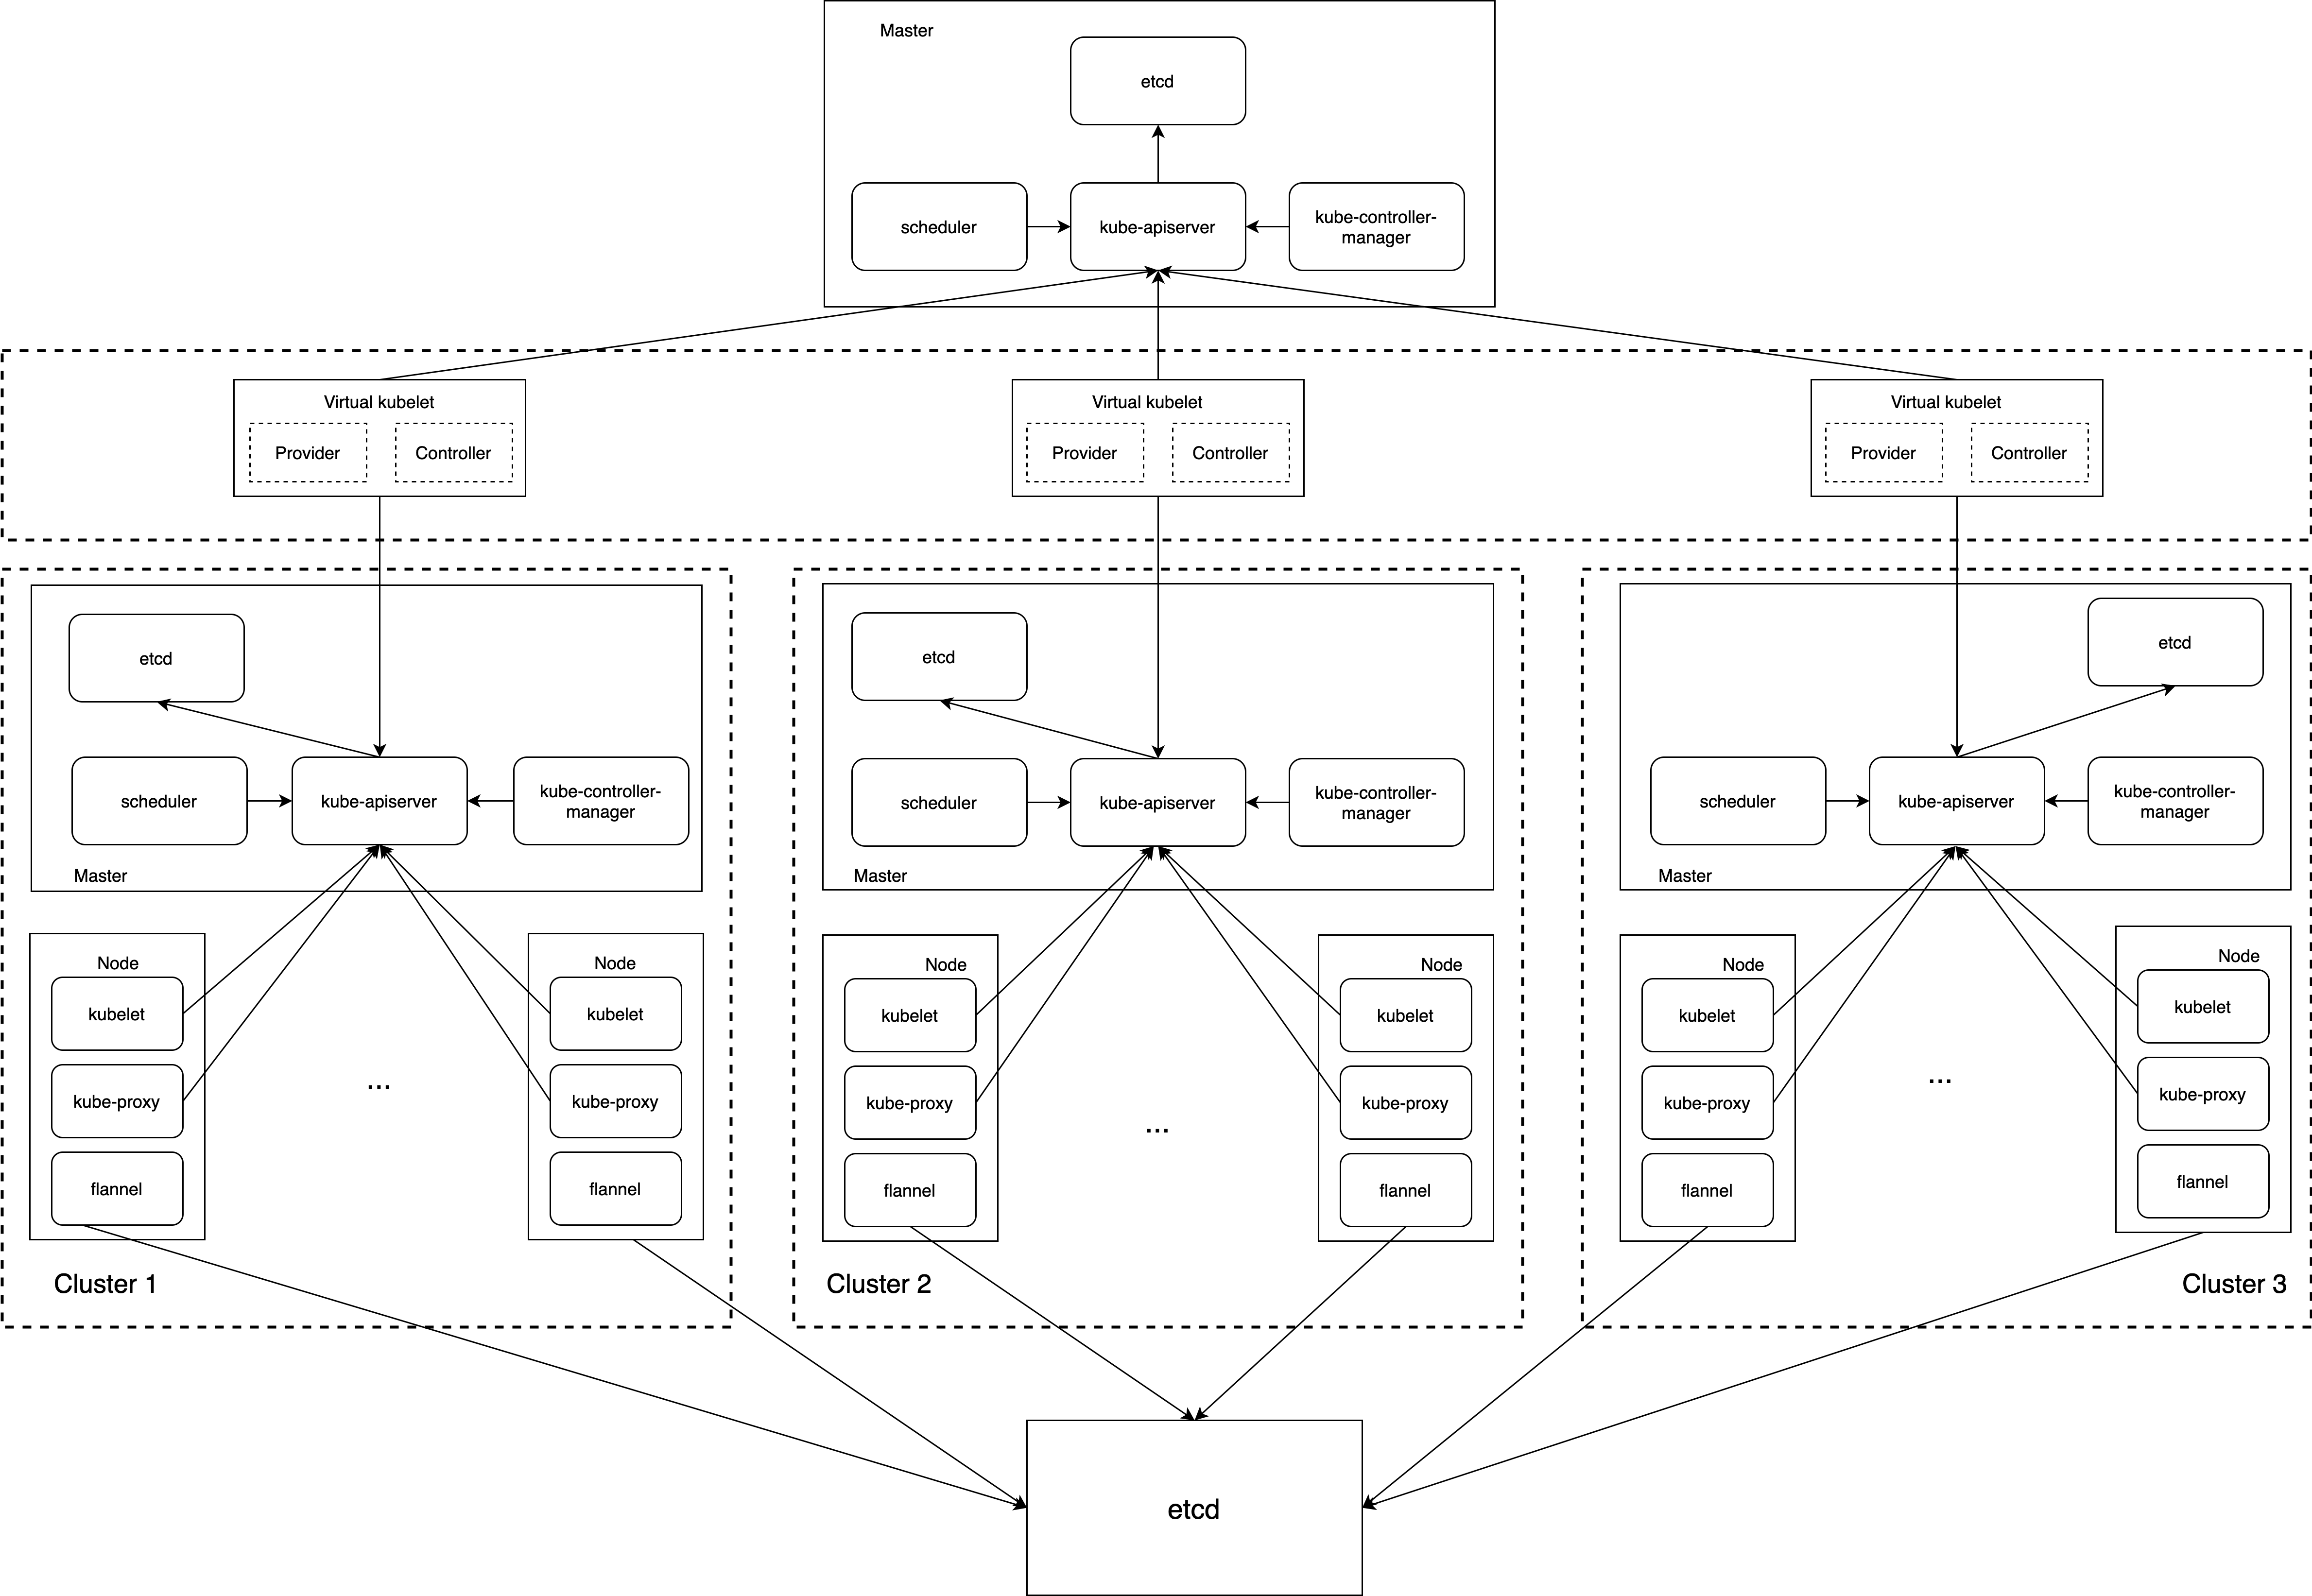 Master
etcd
scheduler
kube-apiserver
kube-controller-
manager
Virtual kubelet
Provider
Controller
Virtual kubelet
Provider
Controller
Virtual kubelet
Provider
Controller
etcd
scheduler
kube-apiserver
kube-controller-
manager
Master
Node
kubelet
kube-proxy
flannel
...
Node
kubelet
kube-proxy
flannel
Cluster 1
etcd
scheduler
kube-apiserver
kube-controller-
manager
Master
Node
kubelet
kube-proxy
flannel
...
Node
kubelet
kube-proxy
flannel
Cluster 2
etcd
scheduler
kube-apiserver
kube-controller-
manager
Master
Node
kubelet
kube-proxy
flannel
...
Node
kubelet
kube-proxy
flannel
Cluster 3
etcd